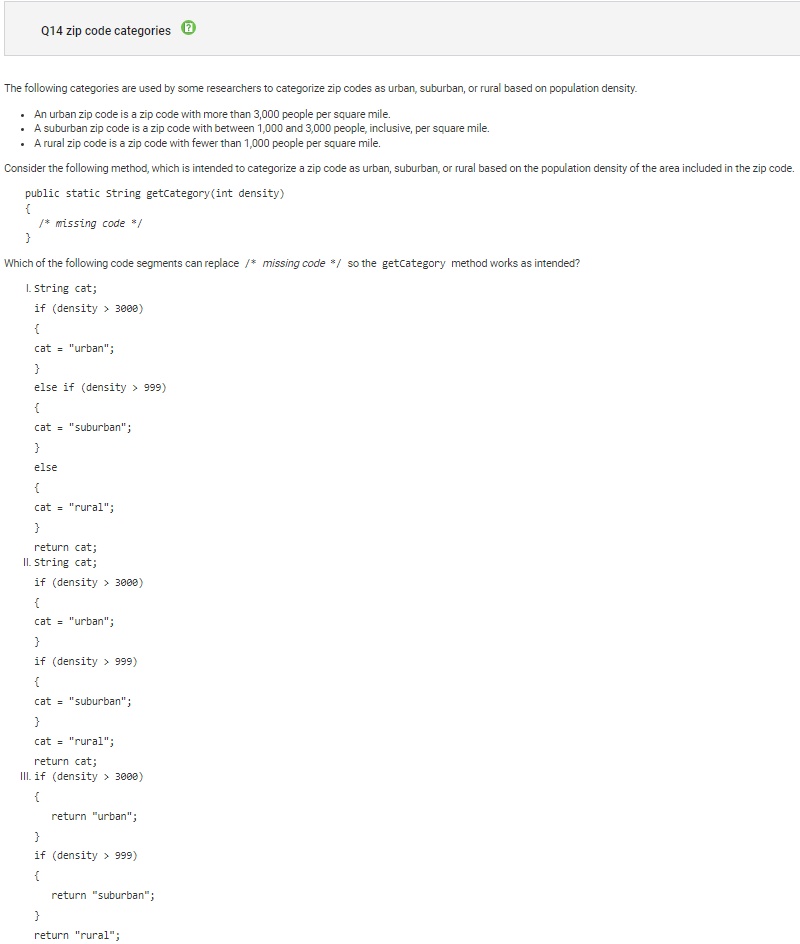 Q14 zip code categories
The following categories are used by some researchers to categorize zip codes as urban, suburban, or rural based on population density.
• An urban zip code is a zip code with more than 3,000 people per square mile.
• A suburban zip code is a zip code with between 1,000 and 3,000 people, inclusive, per square mile.
• A rural zip code is a zip code with fewer than 1,000 people per square mile.
Consider the following method, which is intended to categorize a zip code as urban, suburban, or rural based on the population density of the area included in the zip code.
public static String getCategory(int density)
{
/* missing code */
}
Which of the following code segments can replace /* missing code */ so the getCategory method works as intended?
I. String cat;
if (density > 3000)
{
cat = "urban";
}
else if (density > 999)
{
cat = "suburban";
}
else
{
cat = "rural";
}
return cat;
II. String cat;
if (density > 3000)
{
cat = "urban";
}
if (density > 999)
{
cat = "suburban";
}
cat = "rural";
return cat;
III. if (density > 3000)
{
return "urban";
}
if (density > 999)
{
return "suburban";
}
return "rural";